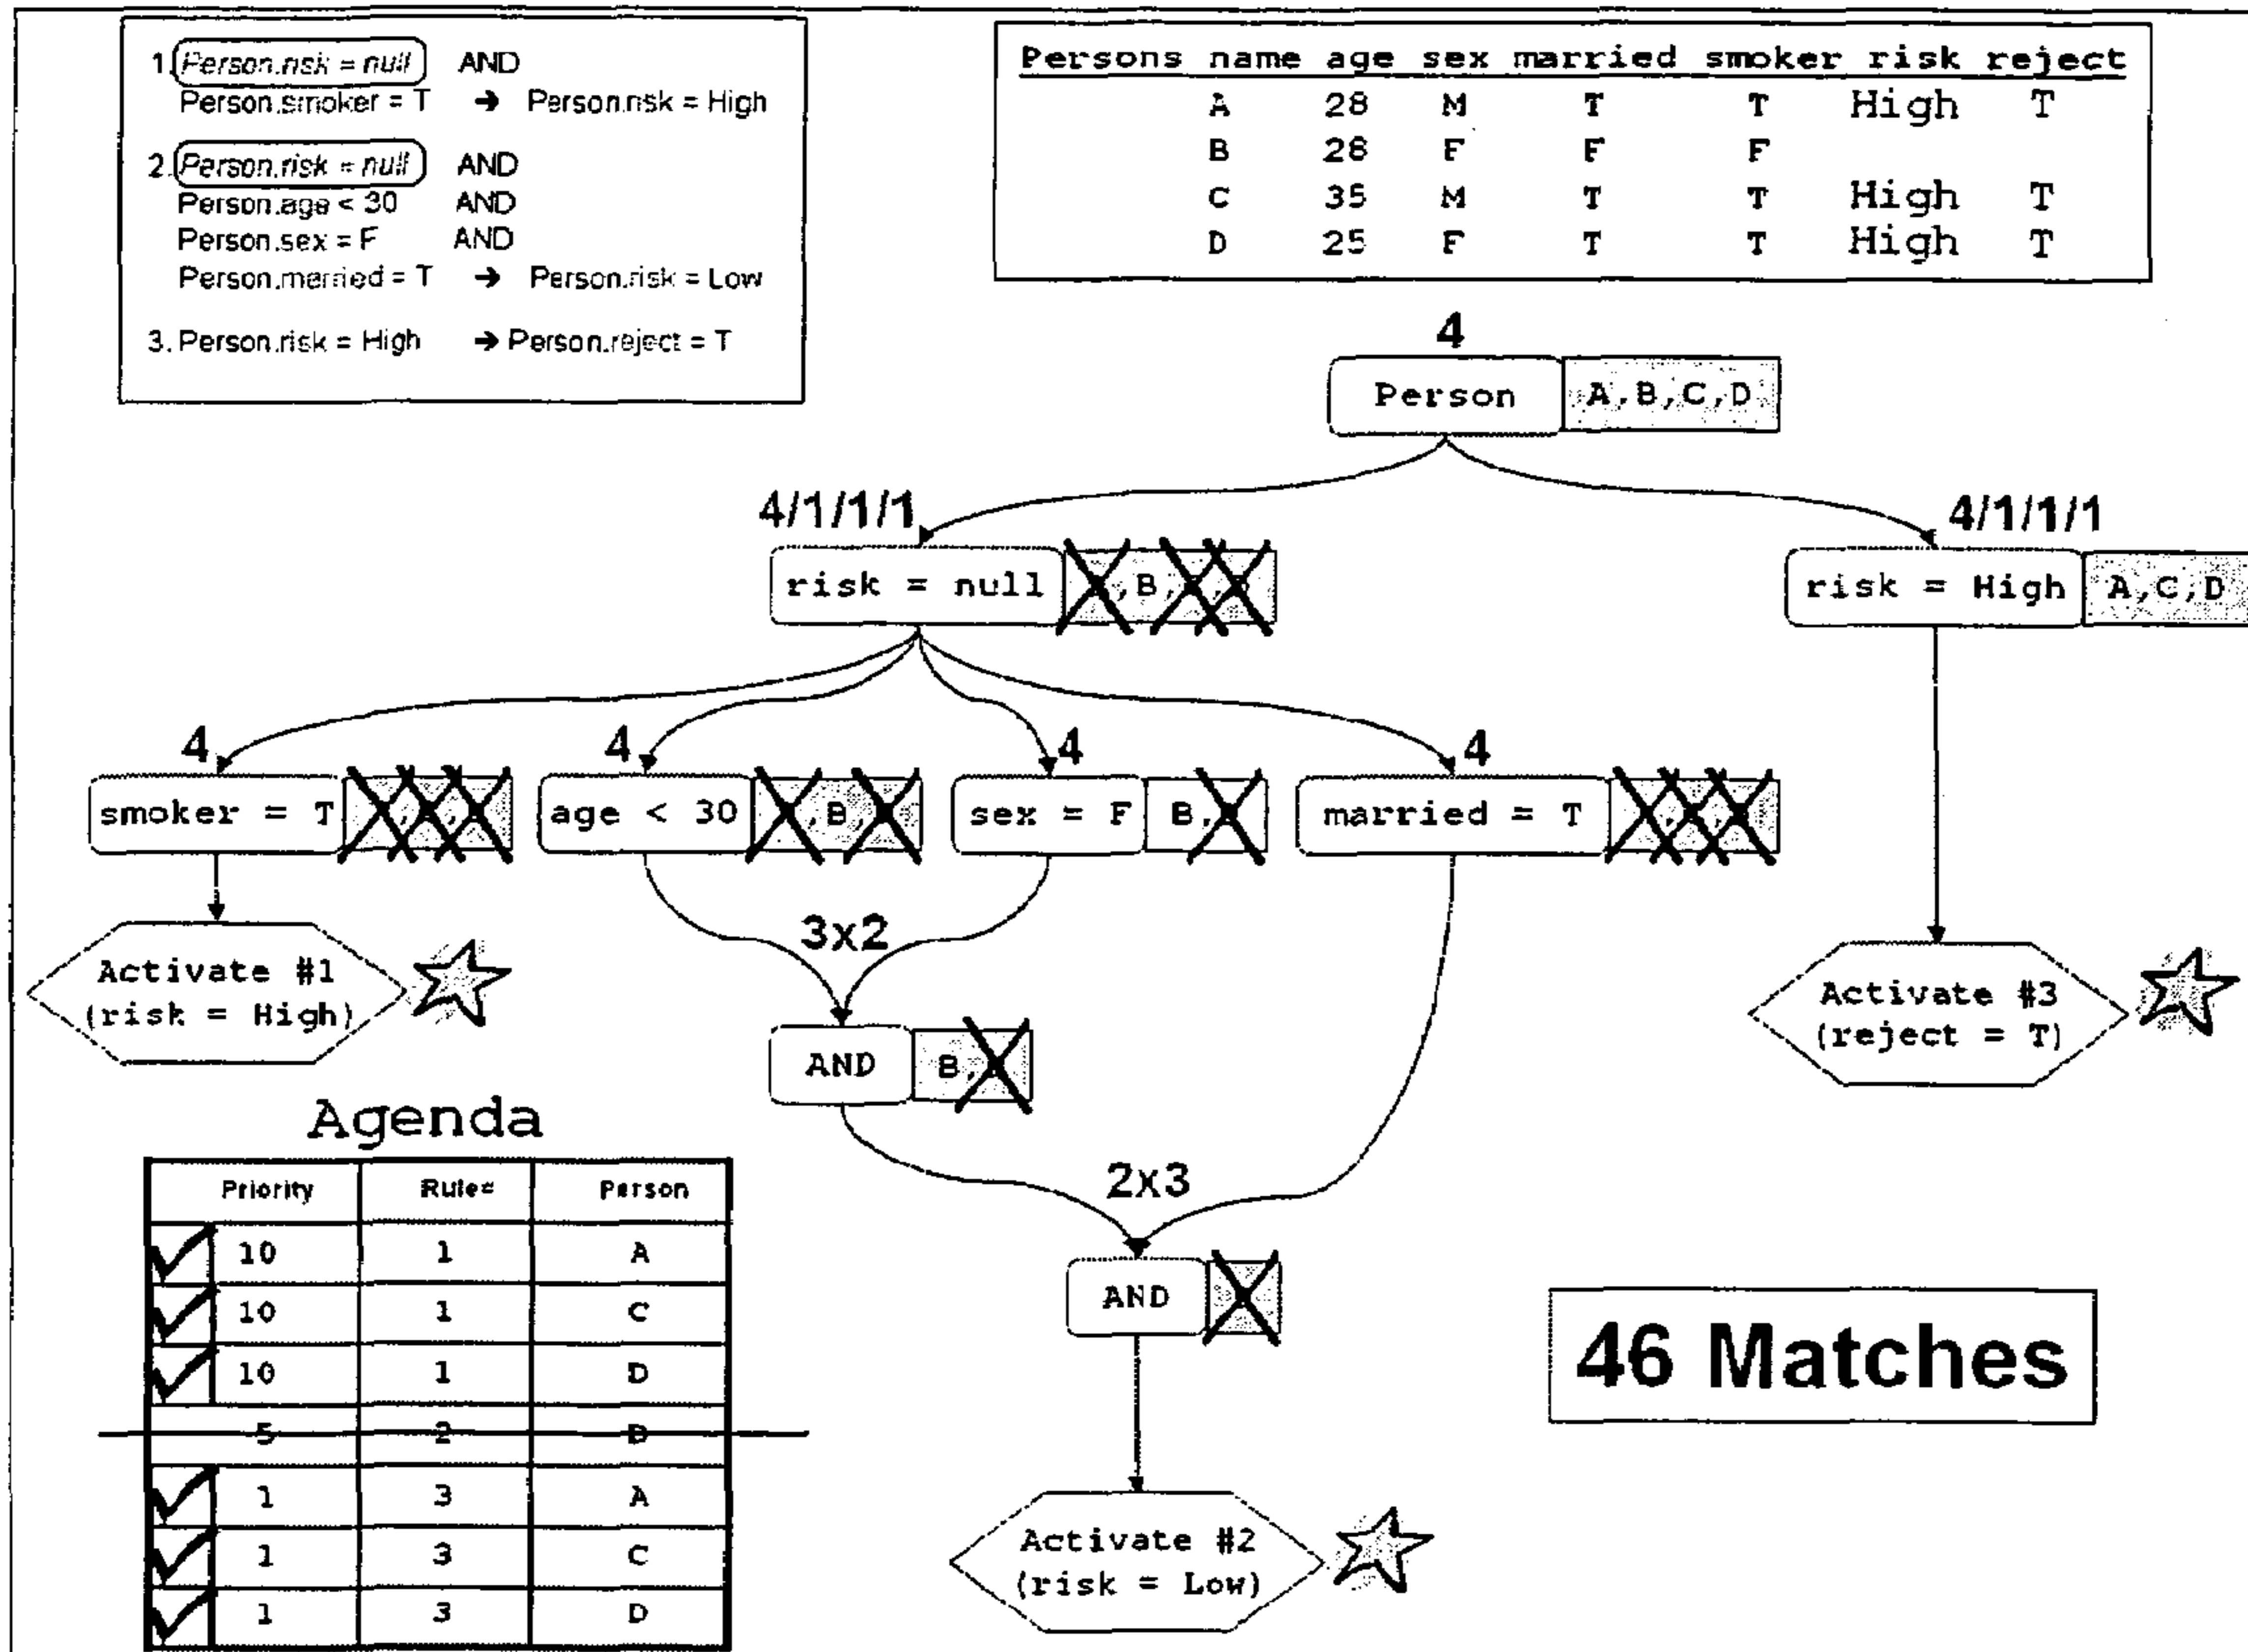 1. Person.risk = null AND
Person.smoker = T → Person.risk = High
2. Person.risk = null AND
Person.age < 30 AND
Person.sex = F AND
Person.married = T → Person.risk = Low
3. Person.risk = High → Person.reject = T
Persons name age sex married smoker risk reject
A 28 M T T High T
B 28 F F F
C 35 M T T High T
D 25 F T T High T
4
Person A,B,C,D
4/1/1/1
risk = null ,B,
4/1/1/1
risk = High A,C,D
4
smoker = T
4
age < 30 ,B,
4
sex = F B,
4
married = T
Activate #1
(risk = High)
3x2
AND B,
Activate #3
(reject = T)
2x3
AND
Activate #2
(risk = Low)
Agenda
Priority Rule= Person
10 1 A
10 1 C
10 1 D
5 2 D
1 3 A
1 3 C
1 3 D
46 Matches